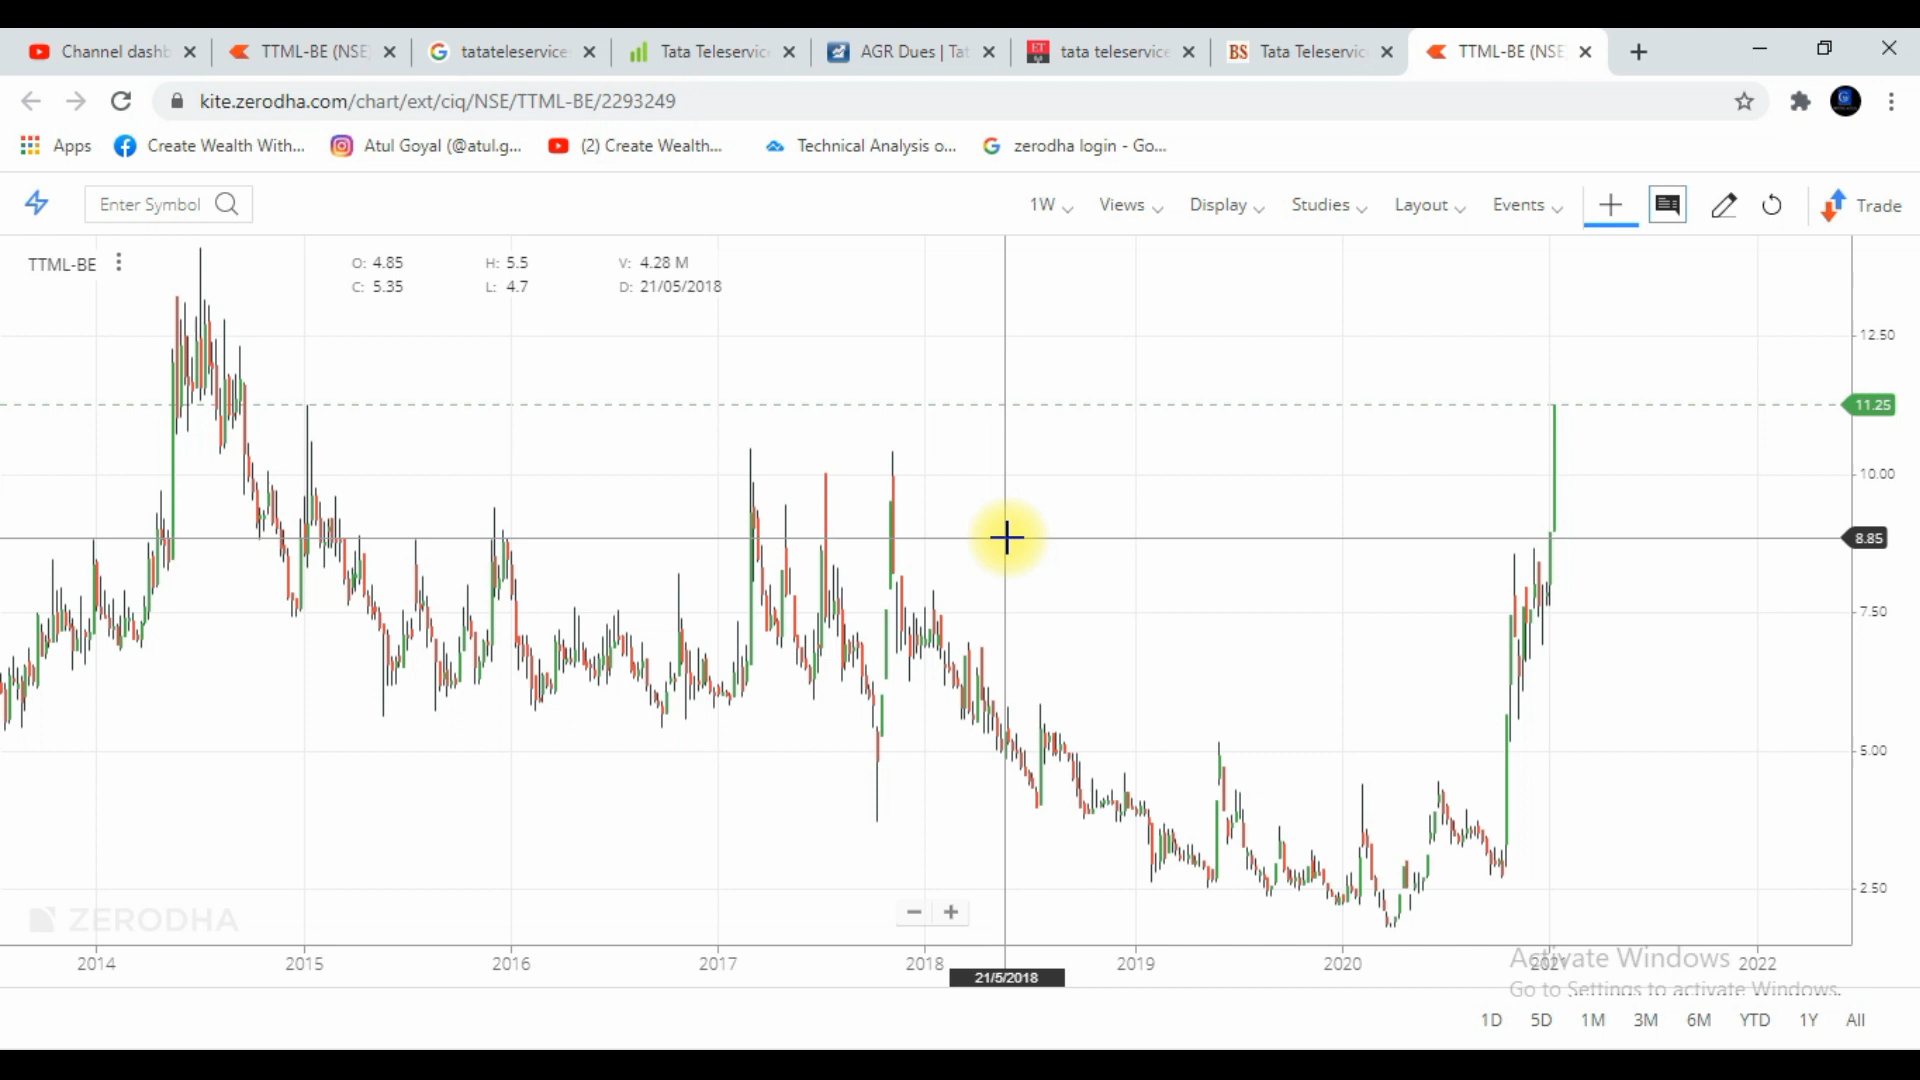 Channel dashb
TTML-BE (NSE
tatateleservice
Tata Teleservic
AGR Dues | Tat
tata teleservice
BS Tata Teleservic
TTML-BE (NSE
kite.zerodha.com/chart/ext/ciq/NSE/TTML-BE/2293249
Apps
Create Wealth With...
Atul Goyal (@atul.g...
(2) Create Wealth...
Technical Analysis o...
zerodha login - Go...
Enter Symbol
1W
Views
Display
Studies
Layout
Events
Trade
TTML-BE
O: 4.85 H: 5.5 V: 4.28 M
C: 5.35 L: 4.7 D: 21/05/2018
12.50
11.25
10.00
8.85
7.50
5.00
2.50
ZERODHA
2014 2015 2016 2017 2018 2019 2020 2021 2022
21/5/2018
Activate Windows
Go to Settings to activate Windows.
1D 5D 1M 3M 6M YTD 1Y All